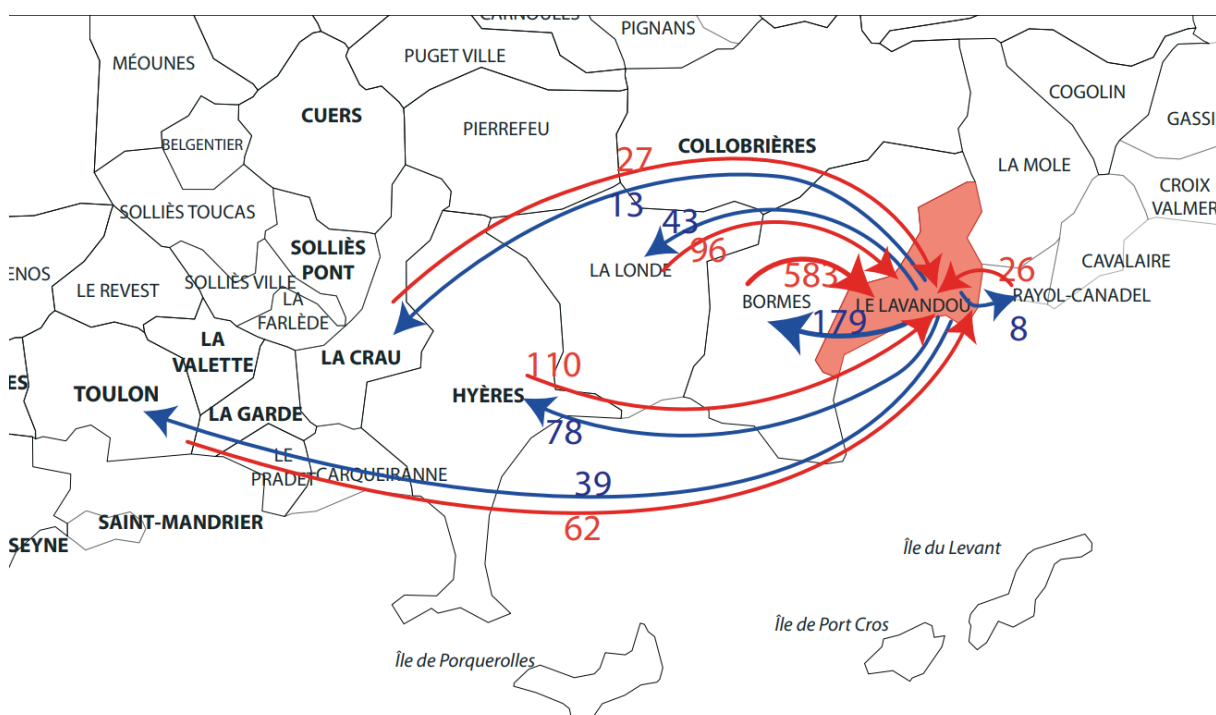 CARNOULES
PIGNANS
PUGET VILLE
MÉOUNES
COGOLIN
CUERS
GASSI
PIERREFEU
BELGENTIER
COLLOBRIÈRES
27
LA MOLE
CROIX
VALMER
13
43
SOLLIÈS TOUCAS
SOLLIÈS
PONT
96
CAVALAIRE
LA LONDE
ENOS
LE REVEST
SOLLIÈS VILLE
583
26
LA
FARLÈDE
BORMES
LE LAVANDOU
RAYOL-CANADEL
179
8
LA
VALETTE
LA CRAU
110
ES
TOULON
HYÈRES
LA GARDE
78
LE
PRADET
CARQUEIRANNE
39
SAINT-MANDRIER
62
SEYNE
Île du Levant
Île de Port Cros
Île de Porquerolles